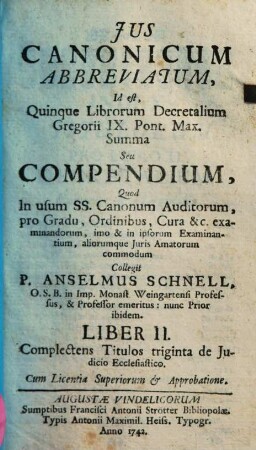 JUS
CANONICUM
ABBREVIATUM,
Id est,
Quinque Librorum Decretalium
Gregorii IX. Pont. Max.
Summa
Seu
COMPENDIUM,
Quod
In usum SS. Canonum Auditorum,
pro Gradu, Ordinibus, Cura &c. exa-
minandorum, imo & in ipsorum Examinan-
tium, aliorumque Juris Amatorum
commodum
Collegit
P. ANSELMUS SCHNELL,
O. S. B. in Imp. Monast Weingartensi Profes-
sus, & Professor emeritus: nunc Prior
ibidem.
LIBER II.
Complectens Titulos triginta de Ju-
dicio Ecclesiastico.
Cum Licentia Superiorum & Approbatione.
AUGUSTÆ VINDELICORUM
Sumptibus Francisci Antonii Strotter Bibliopolæ.
Typis Antonii Maximil. Heiss. Typogr.
Anno 1742.